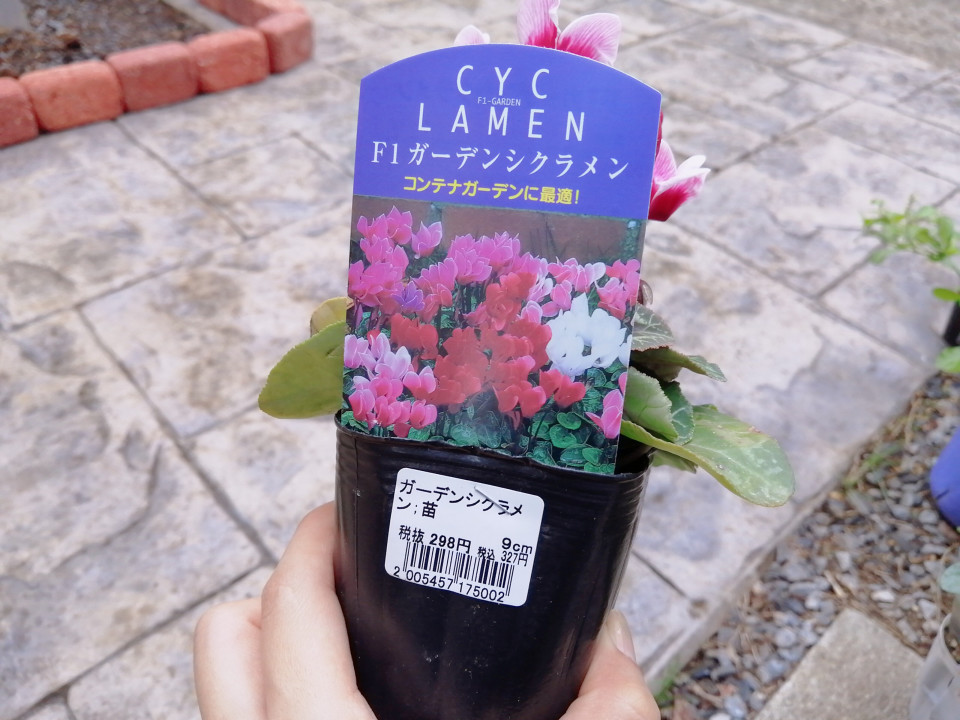 CYC
F1-GARDEN
LAMEN
F1ガーデンシクラメン
コンテナガーデンに最適!
ガーデンシクラメ
ン;苗
9cm
税抜 298円 税込 327円
2 005457 175002